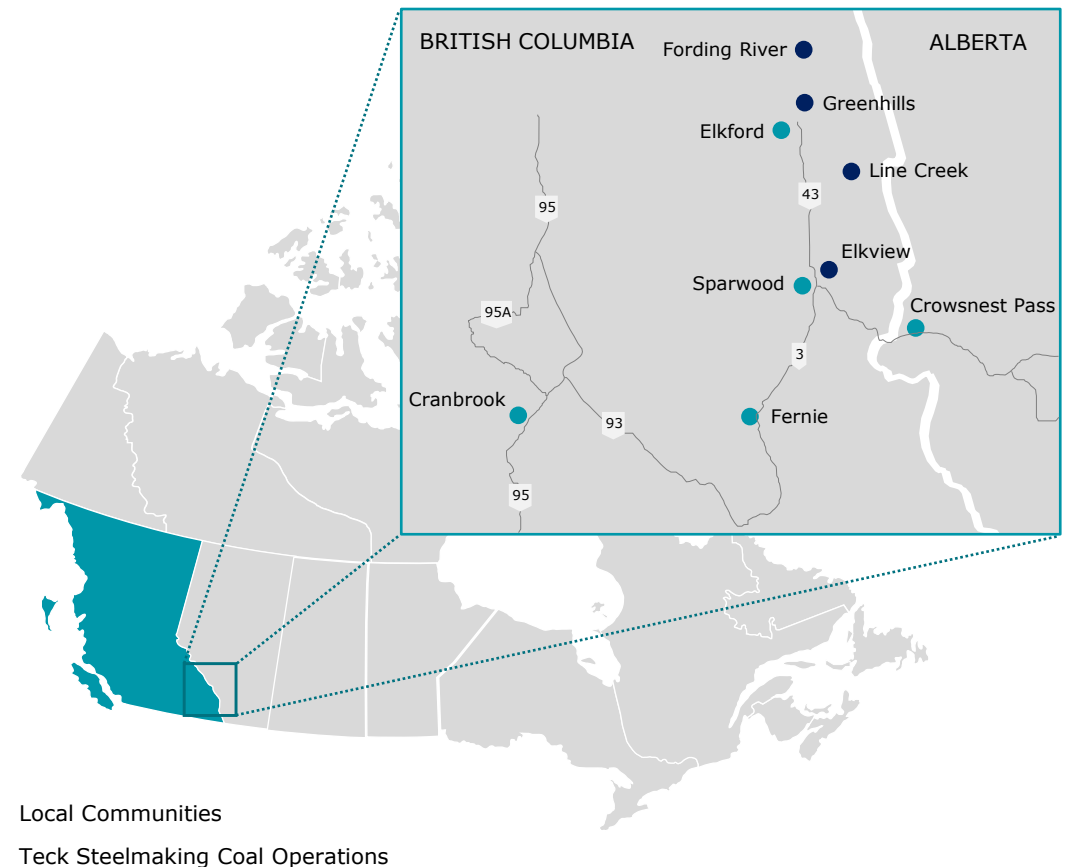 BRITISH COLUMBIA
ALBERTA
Fording River
Greenhills
Elkford
Line Creek
43
95
Elkview
Sparwood
Crowsnest Pass
95A
3
Cranbrook
Fernie
93
95
Local Communities
Teck Steelmaking Coal Operations